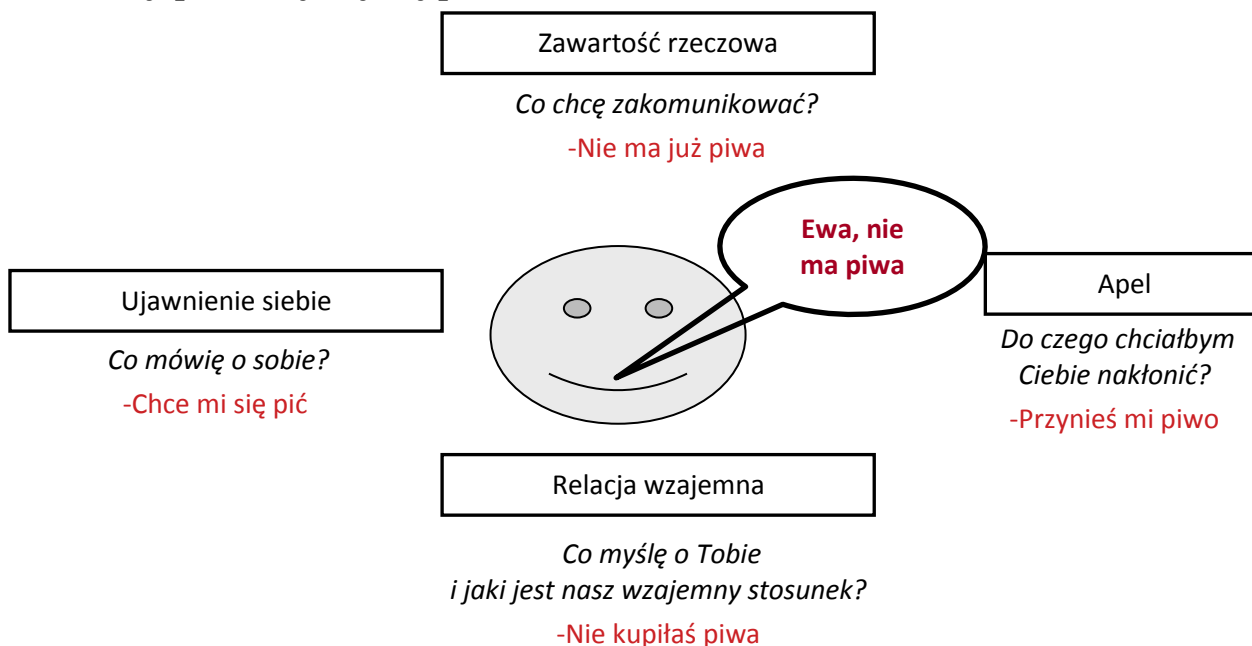 Zawartość rzeczowa
Co chcę zakomunikować?
-Nie ma już piwa
Ewa, nie
ma piwa
Ujawnienie siebie
Co mówię o sobie?
-Chce mi się pić
Apel
Do czego chciałbym
Ciebie nakłonić?
-Przynieś mi piwo
Relacja wzajemna
Co myślę o Tobie
i jaki jest nasz wzajemny stosunek?
-Nie kupiłaś piwa